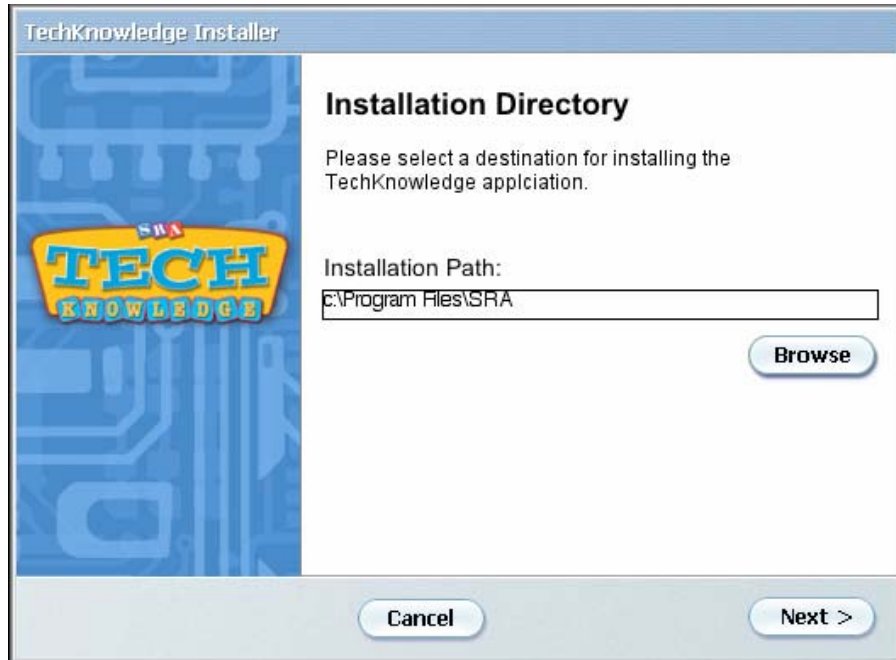 TechKnowledge Installer
SRA
TECH
KNOWLEDGE
Installation Directory
Please select a destination for installing the
TechKnowledge applciation.
Installation Path:
c:\Program Files\SRA
Browse
Cancel
Next >